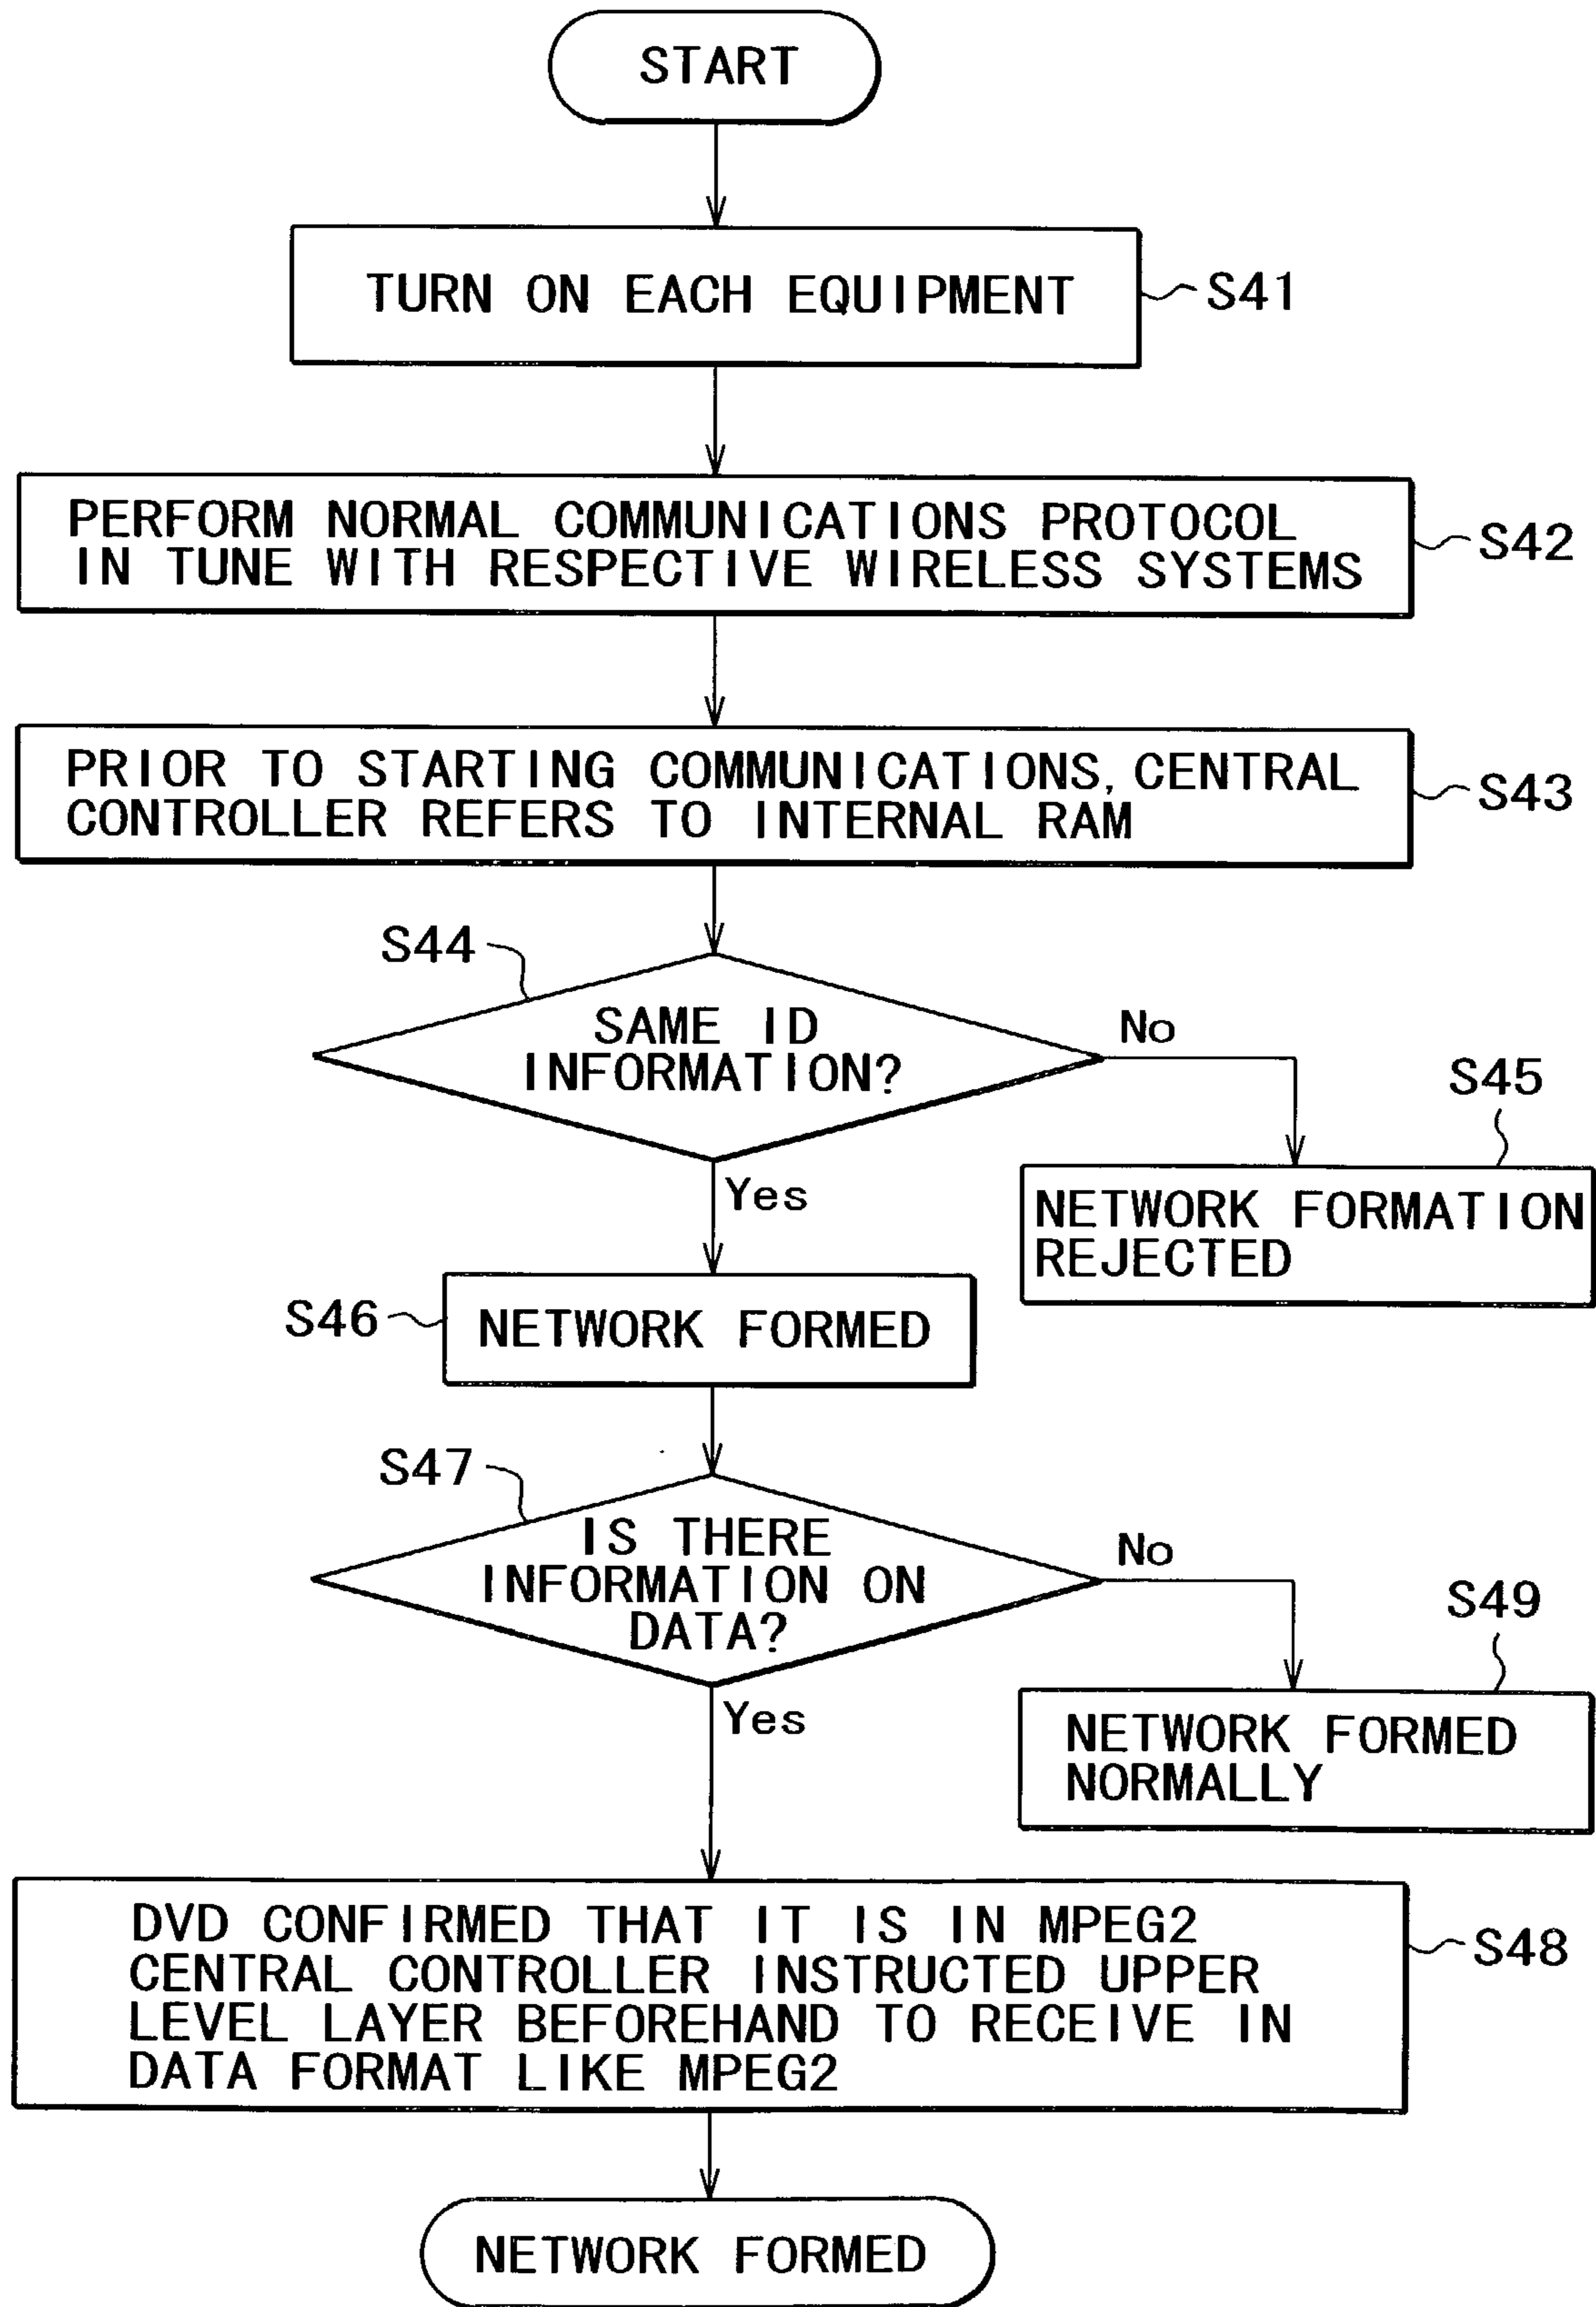 START
TURN ON EACH EQUIPMENT
S41
PERFORM NORMAL COMMUNICATIONS PROTOCOL
IN TUNE WITH RESPECTIVE WIRELESS SYSTEMS
S42
PRIOR TO STARTING COMMUNICATIONS, CENTRAL
CONTROLLER REFERS TO INTERNAL RAM
S43
S44
SAME ID
INFORMATION?
No
S45
NETWORK FORMATION
REJECTED
Yes
S46
NETWORK FORMED
S47
IS THERE
INFORMATION ON
DATA?
No
S49
NETWORK FORMED
NORMALLY
Yes
DVD CONFIRMED THAT IT IS IN MPEG2
CENTRAL CONTROLLER INSTRUCTED UPPER
LEVEL LAYER BEFOREHAND TO RECEIVE IN
DATA FORMAT LIKE MPEG2
S48
NETWORK FORMED